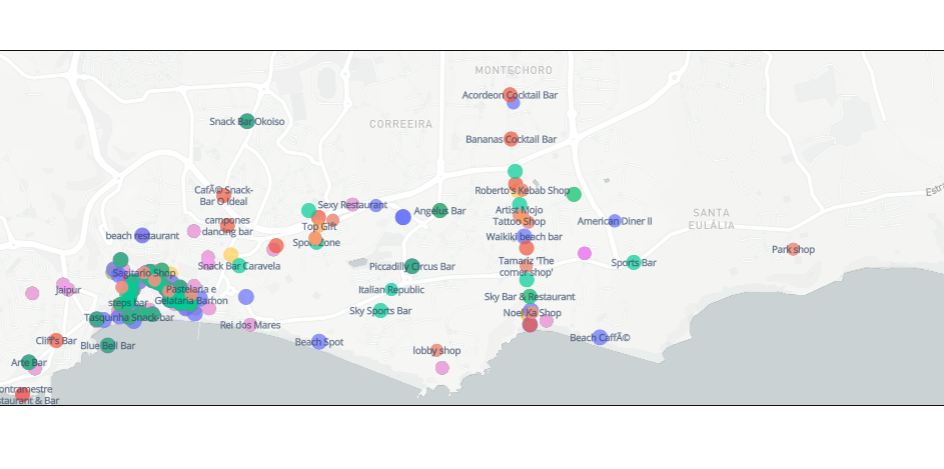 MONTECHORO
Acordeon Cocktail Bar
Snack Bar Okoiso
CORREEIRA
Bananas Cocktail Bar
CafÃ© Snack-
Bar O Ideal
Roberto's Kebab Shop
Estr
Sexy Restaurant
Angelus Bar
Artist Mojo
Tattoo Shop
American Diner II
SANTA
EULÁLIA
campones
dancing bar
Top Gift
beach restaurant
Waikiki beach bar
Sport Zone
Park shop
Snack Bar Caravela
Piccadilly Circus Bar
Tamariz 'The
corner shop'
Sports Bar
Sagitario Shop
Jaipur
Pastelaria e
Gelataria Barhon
Italian Republic
Sky Bar & Restaurant
steps bar
Tasquinha Snack-bar
Sky Sports Bar
Noel Ka Shop
Rei dos Mares
Cliff's Bar
Blue Bell Bar
Beach Spot
Beach CaffÃ©
lobby shop
Arte Bar
ontramestre
staurant & Bar